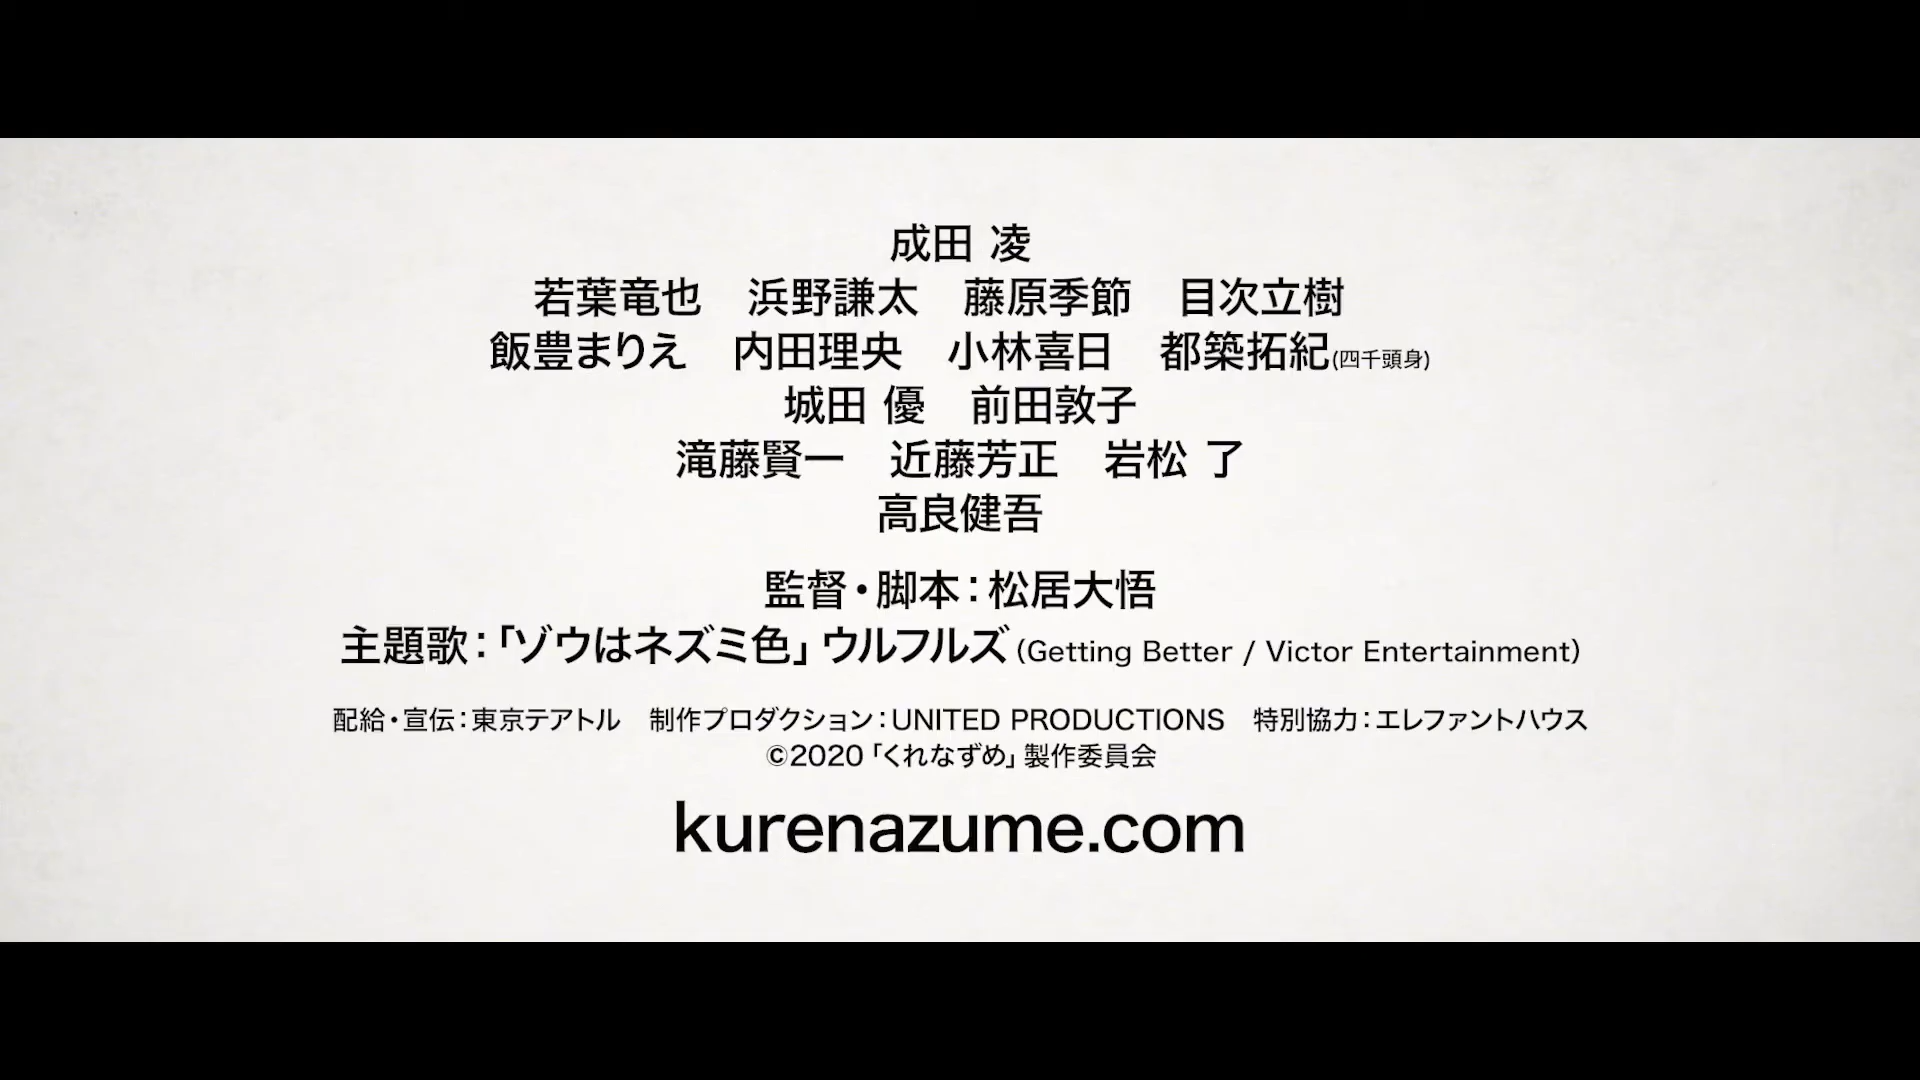 成田 凌
若葉竜也　浜野謙太　藤原季節　目次立樹
飯豊まりえ　内田理央　小林喜日　都築拓紀(四千頭身)
城田 優　前田敦子
滝藤賢一　近藤芳正　岩松 了
高良健吾
監督・脚本：松居大悟
主題歌：「ゾウはネズミ色」ウルフルズ（Getting Better / Victor Entertainment）
配給・宣伝：東京テアトル　制作プロダクション：UNITED PRODUCTIONS　特別協力：エレファントハウス
©2020「くれなずめ」製作委員会
kurenazume.com